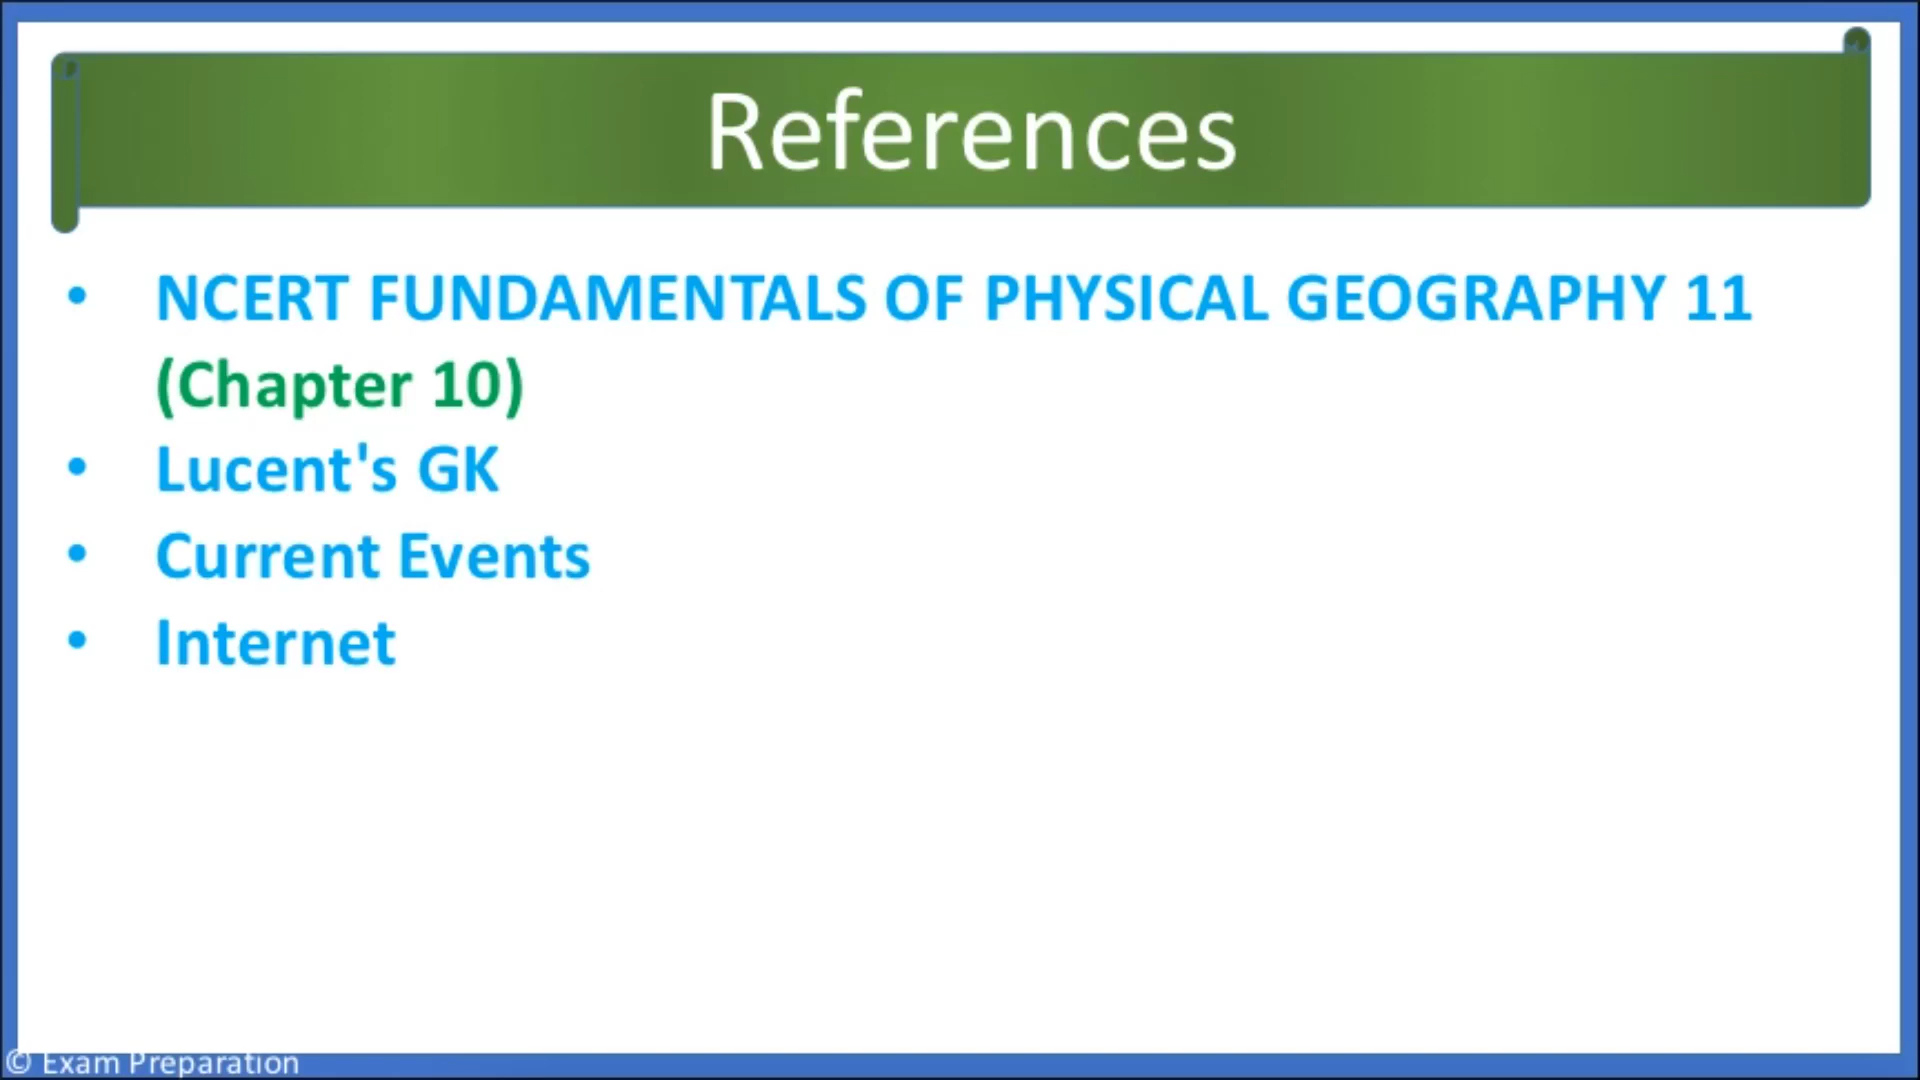 References
• NCERT FUNDAMENTALS OF PHYSICAL GEOGRAPHY 11
(Chapter 10)
• Lucent's GK
• Current Events
• Internet
© Exam Preparation